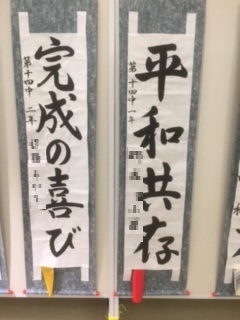 平和共存
第十四中一年
完成の喜び
第十四中 二年